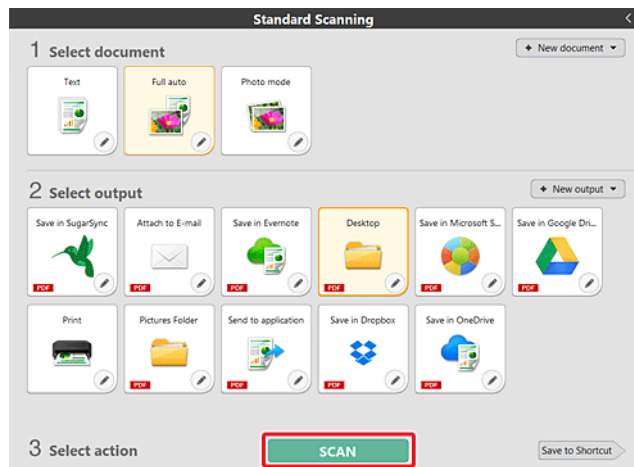 Standard Scanning
1 Select document
+ New document
Text
Full auto
Photo mode
2 Select output
+ New output
Save in SugarSync
Attach to E-mail
Save in Evernote
Desktop
Save in Microsoft S...
Save in Google Dri...
PDF
PDF
PDF
PDF
PDF
PDF
Print
Pictures Folder
Send to application
Save in Dropbox
Save in OneDrive
PDF
PDF
PDF
PDF
3 Select action
SCAN
Save to Shortcut